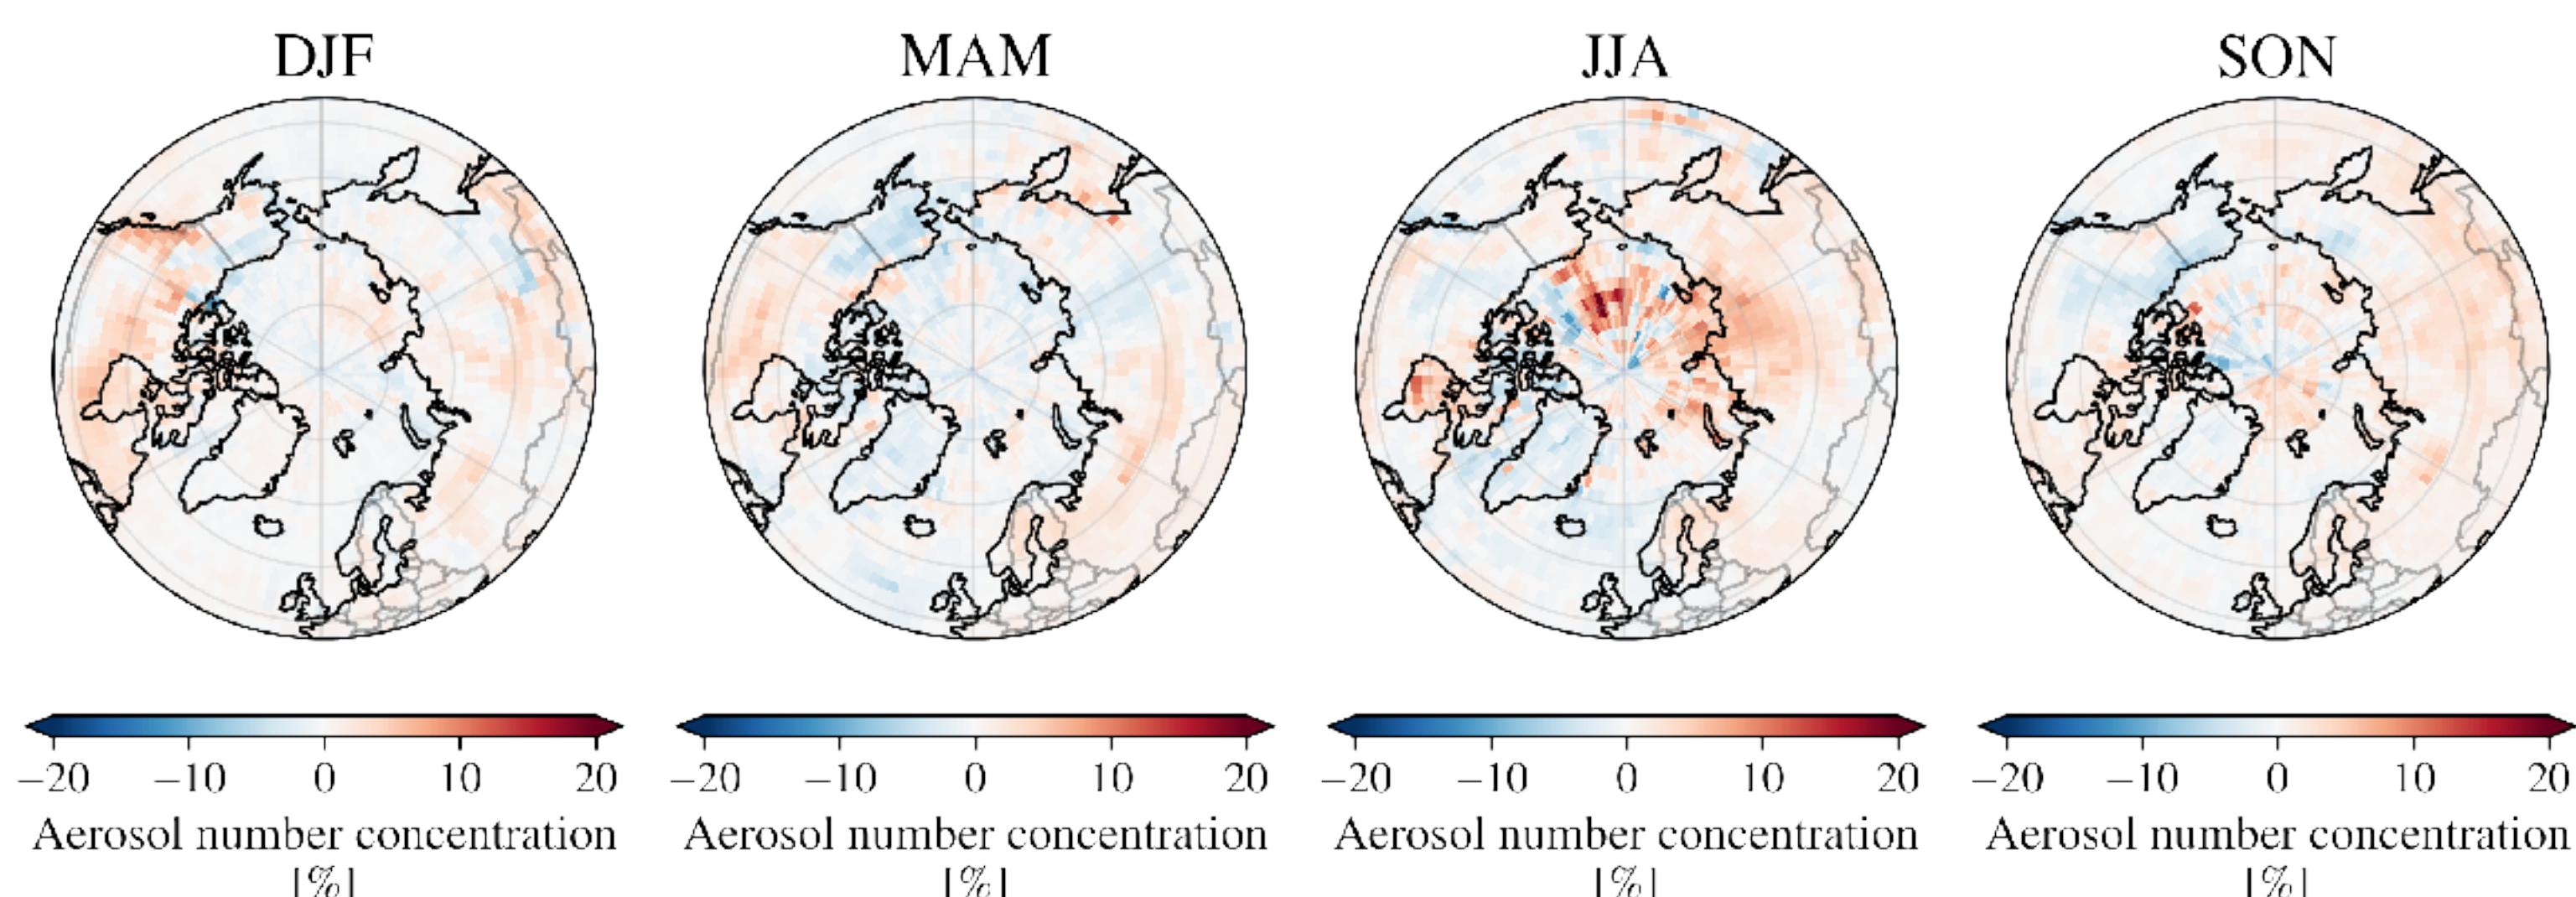 DJF MAM JJA SON
−20 −10 0 10 20 −20 −10 0 10 20 −20 −10 0 10 20 −20 −10 0 10 20
Aerosol number concentration Aerosol number concentration Aerosol number concentration Aerosol number concentration
[%] [%] [%] [%]